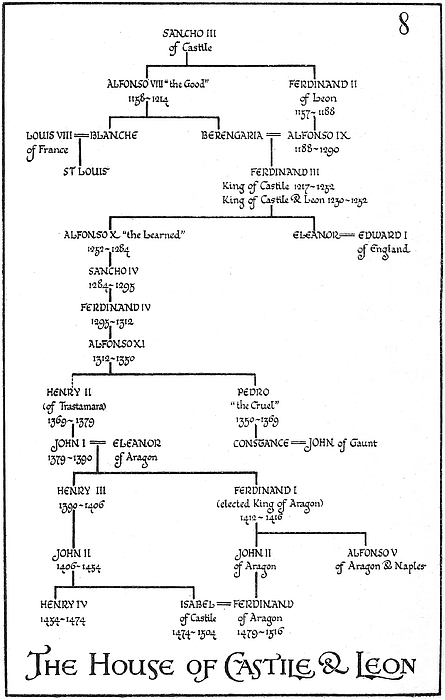 8
SANCHO III
of Castile
ALFONSO VIII "the Good"
1158~1214
FERDINAND II
of Leon
1157~1188
LOUIS VIII
of France
BLANCHE
BERENGARIA
ALFONSO IX
1188~1290
ST LOUIS
FERDINAND III
King of Castile 1217~1252
King of Castile & Leon 1230~1252
ALFONSO X "the Learned"
1252~1284
ELEANOR
EDWARD I
of England
SANCHO IV
1284~1295
FERDINAND IV
1295~1312
ALFONSO XI
1312~1350
HENRY II
(of Trastamara)
1369~1379
PEDRO
"the Cruel"
1350~1369
JOHN I
1379~1390
ELEANOR
of Aragon
CONSTANCE
JOHN of Gaunt
HENRY III
1390~1406
FERDINAND I
(elected King of Aragon)
1412~1416
JOHN II
1406~1454
JOHN II
of Aragon
ALFONSO V
of Aragon & Naples
HENRY IV
1454~1474
ISABEL
of Castile
1474~1504
FERDINAND
of Aragon
1479~1516
THE HOUSE OF CASTILE & LEON